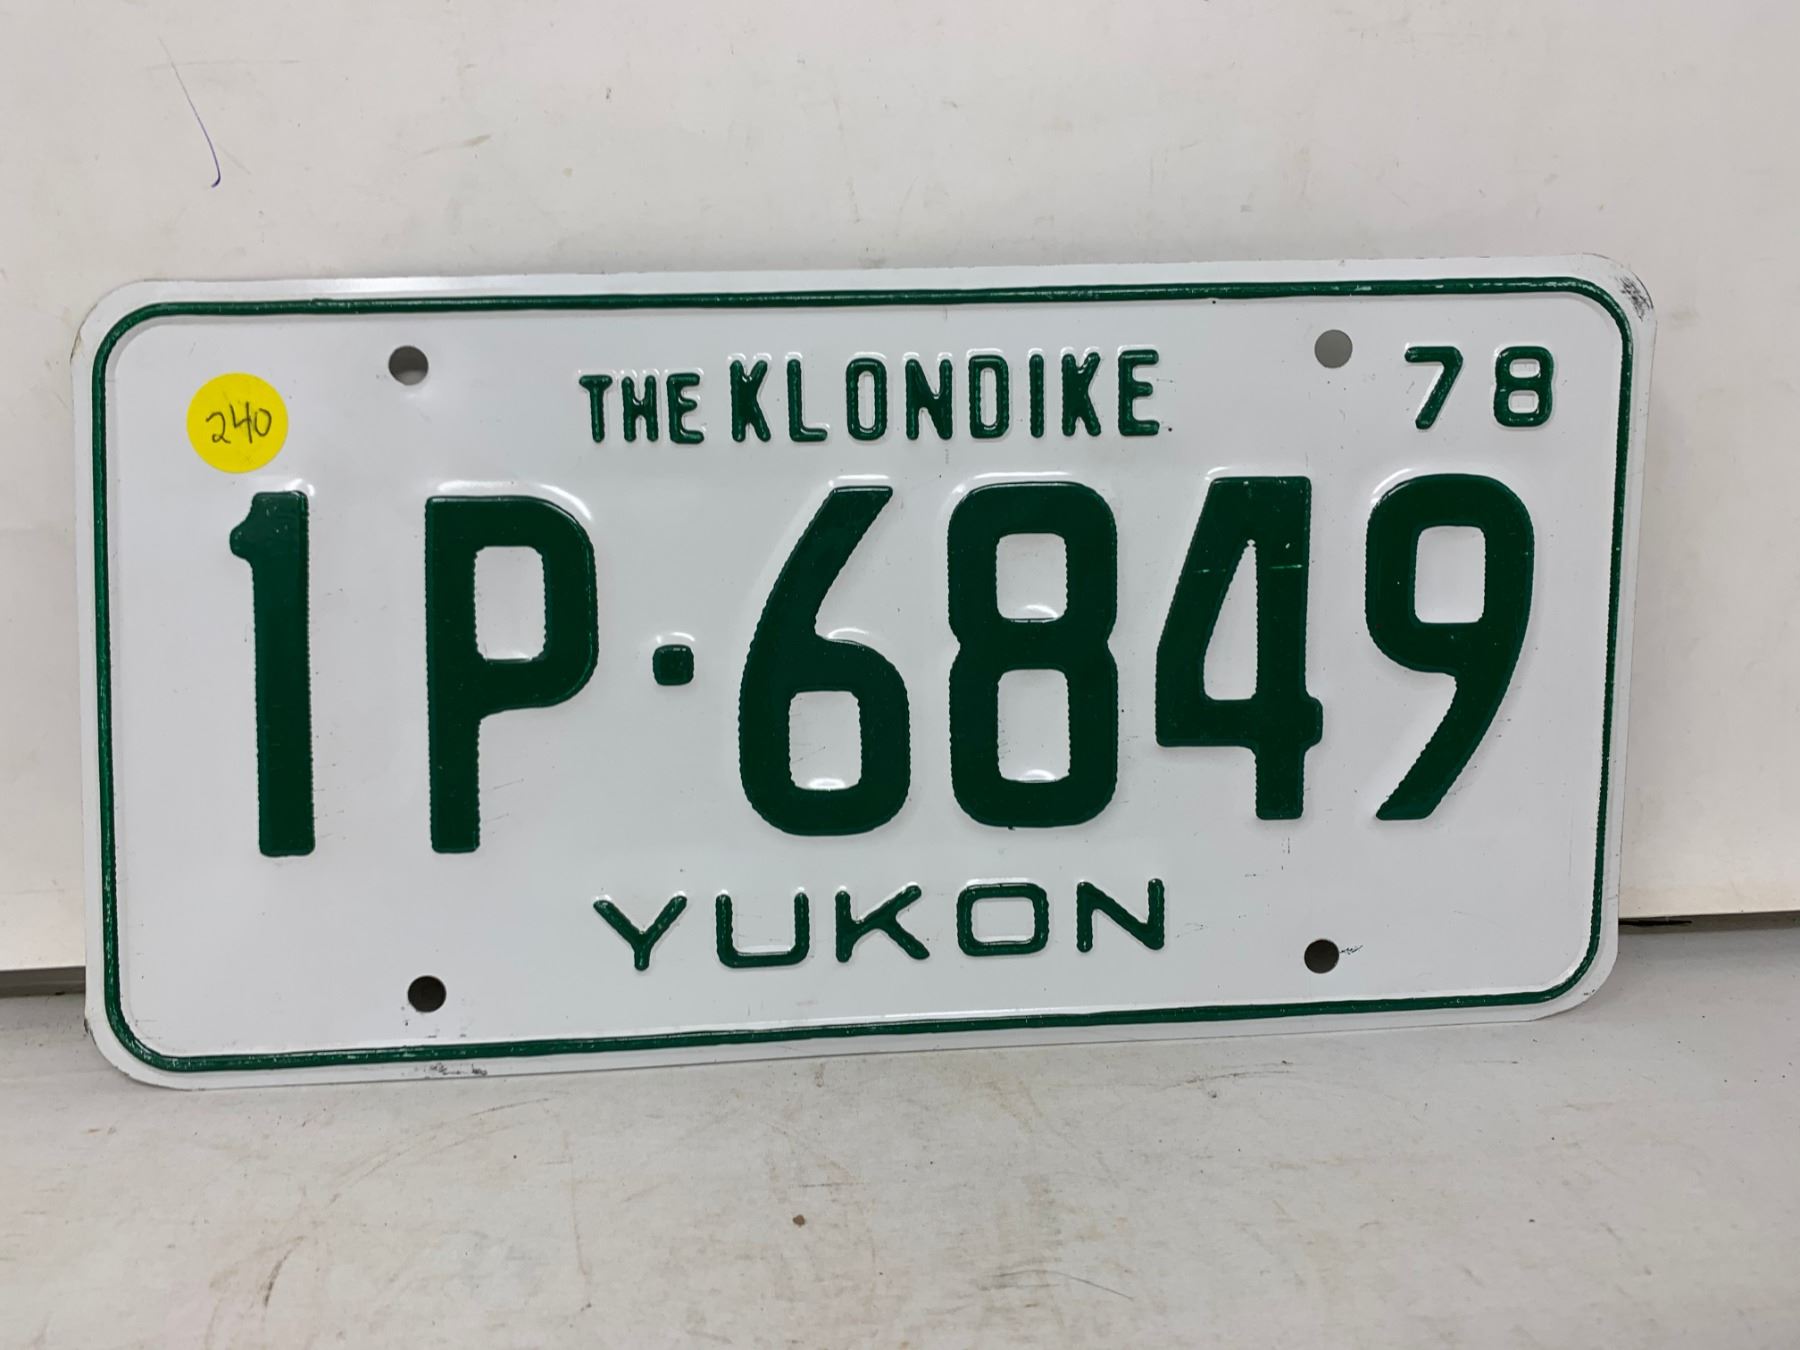 THE KLONDIKE 78
240
1P·6849
YUKON